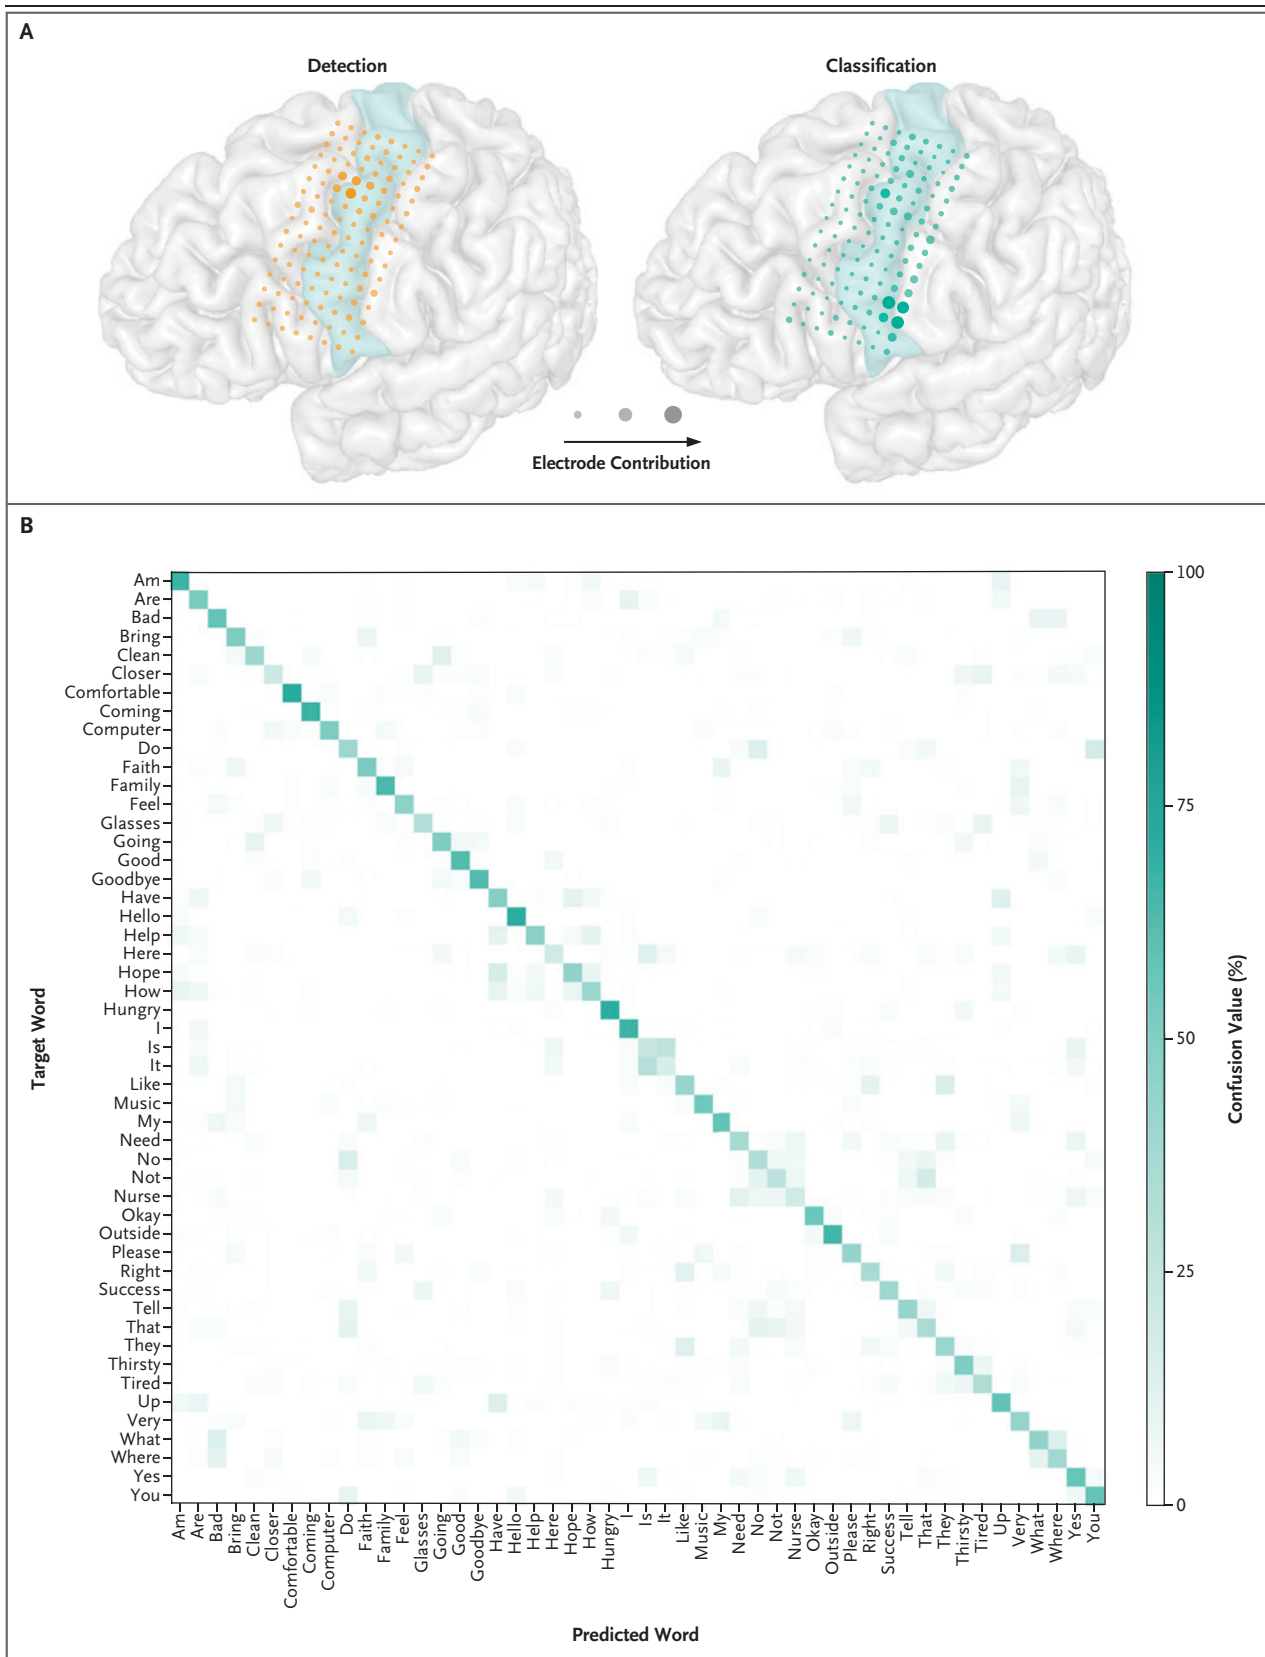 A
Detection
Classification
Electrode Contribution
B
Am
Are
Bad
Bring
Clean
Closer
Comfortable
Coming
Computer
Do
Faith
Family
Feel
Glasses
Going
Good
Goodbye
Have
Hello
Help
Here
Hope
How
Hungry
I
Is
It
Like
Music
My
Need
No
Not
Nurse
Okay
Outside
Please
Right
Success
Tell
That
They
Thirsty
Tired
Up
Very
What
Where
Yes
You
Target Word
Am
Are
Bad
Bring
Clean
Closer
Comfortable
Coming
Computer
Do
Faith
Family
Feel
Glasses
Going
Good
Goodbye
Have
Hello
Help
Here
Hope
How
Hungry
I
Is
It
Like
Music
My
Need
No
Not
Nurse
Okay
Outside
Please
Right
Success
Tell
That
They
Thirsty
Tired
Up
Very
What
Where
Yes
You
Predicted Word
100
75
50
25
0
Confusion Value (%)